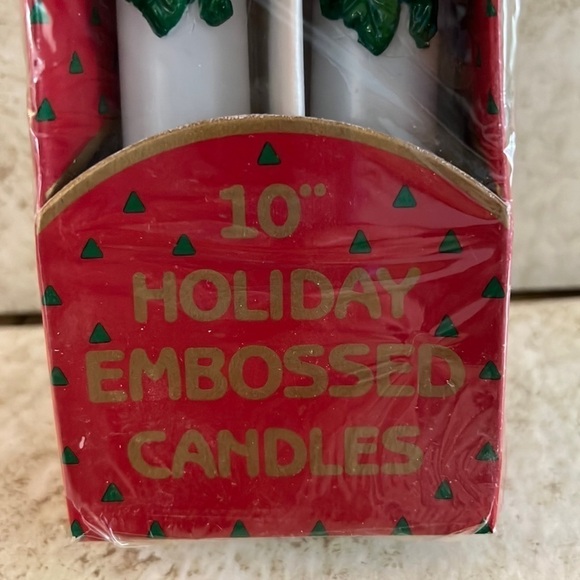 10"
HOLIDAY
EMBOSSED
CANDLES